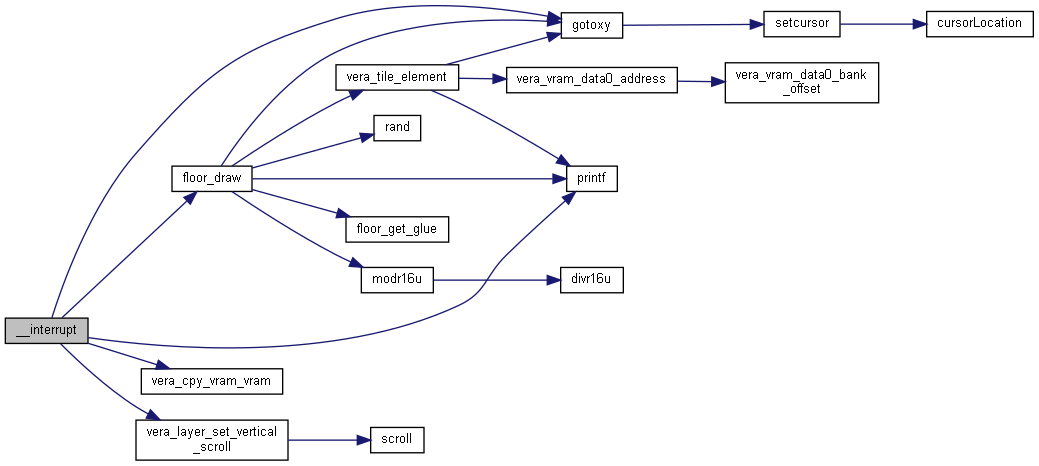 gotoxy
setcursor
cursorLocation
vera_tile_element
vera_vram_data0_address
vera_vram_data0_bank
_offset
rand
floor_draw
printf
floor_get_glue
modr16u
divr16u
__interrupt
vera_cpy_vram_vram
vera_layer_set_vertical
_scroll
scroll